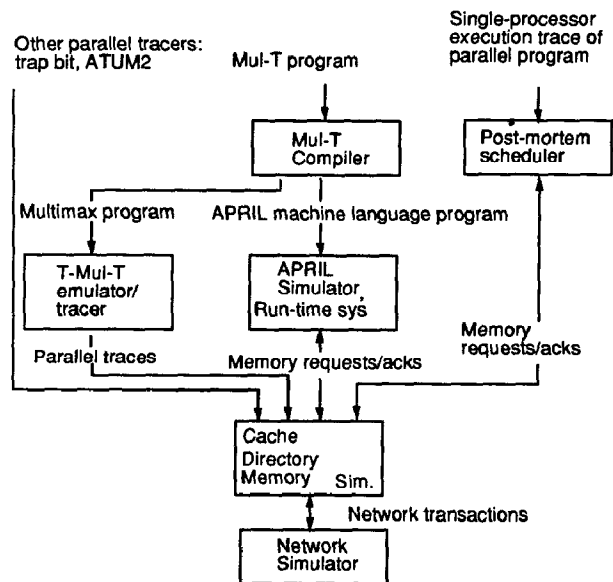 Other parallel tracers:
trap bit, ATUM2
Mul-T program
Single-processor
execution trace of
parallel program
Mul-T
Compiler
Post-mortem
scheduler
Multimax program
APRIL machine language program
T-Mul-T
emulator/
tracer
APRIL
Simulator,
Run-time sys
Parallel traces
Memory requests/acks
Memory
requests/acks
Cache
Directory
Memory
Sim.
Network transactions
Network
Simulator